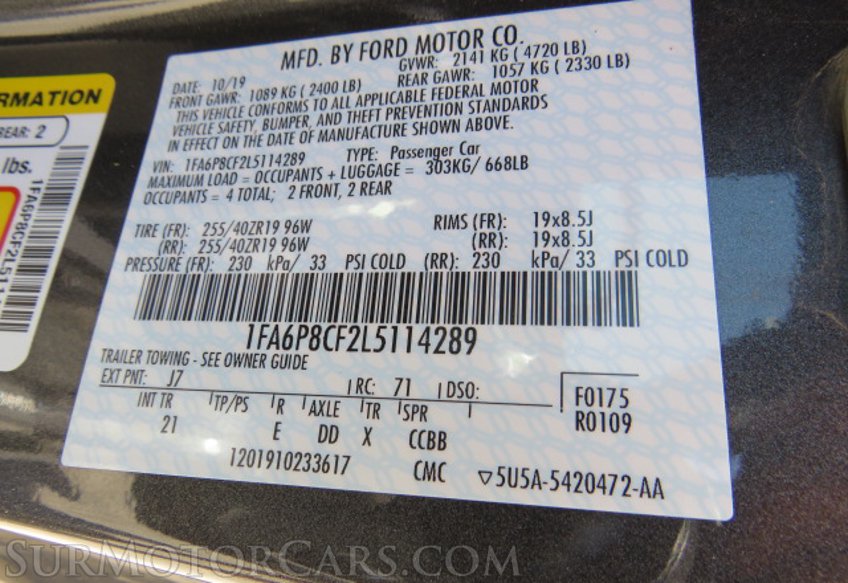 MFD. BY FORD MOTOR CO.
DATE: 10/19 GVWR: 2141 KG ( 4720 LB)
FRONT GAWR: 1089 KG ( 2400 LB) REAR GAWR: 1057 KG ( 2330 LB)
THIS VEHICLE CONFORMS TO ALL APPLICABLE FEDERAL MOTOR
VEHICLE SAFETY, BUMPER, AND THEFT PREVENTION STANDARDS
IN EFFECT ON THE DATE OF MANUFACTURE SHOWN ABOVE.
VIN: 1FA6P8CF2L5114289 TYPE: Passenger Car
MAXIMUM LOAD = OCCUPANTS + LUGGAGE = 303KG/ 668LB
OCCUPANTS = 4 TOTAL; 2 FRONT, 2 REAR
TIRE (FR): 255/40ZR19 96W RIMS (FR): 19x8.5J
(RR): 255/40ZR19 96W (RR): 19x8.5J
PRESSURE (FR): 230 kPa/ 33 PSI COLD (RR): 230 kPa/ 33 PSI COLD
1FA6P8CF2L5114289
TRAILER TOWING - SEE OWNER GUIDE
EXT PNT: J7 RC: 71 DSO: F0175
INT TR TP/PS R AXLE TR SPR R0109
21 E DD X CCBB
1201910233617 CMC ▽5U5A-5420472-AA
RMATION
REAR: 2
lbs.
1FA6P8CF2L511
SURMOTORCARS.COM